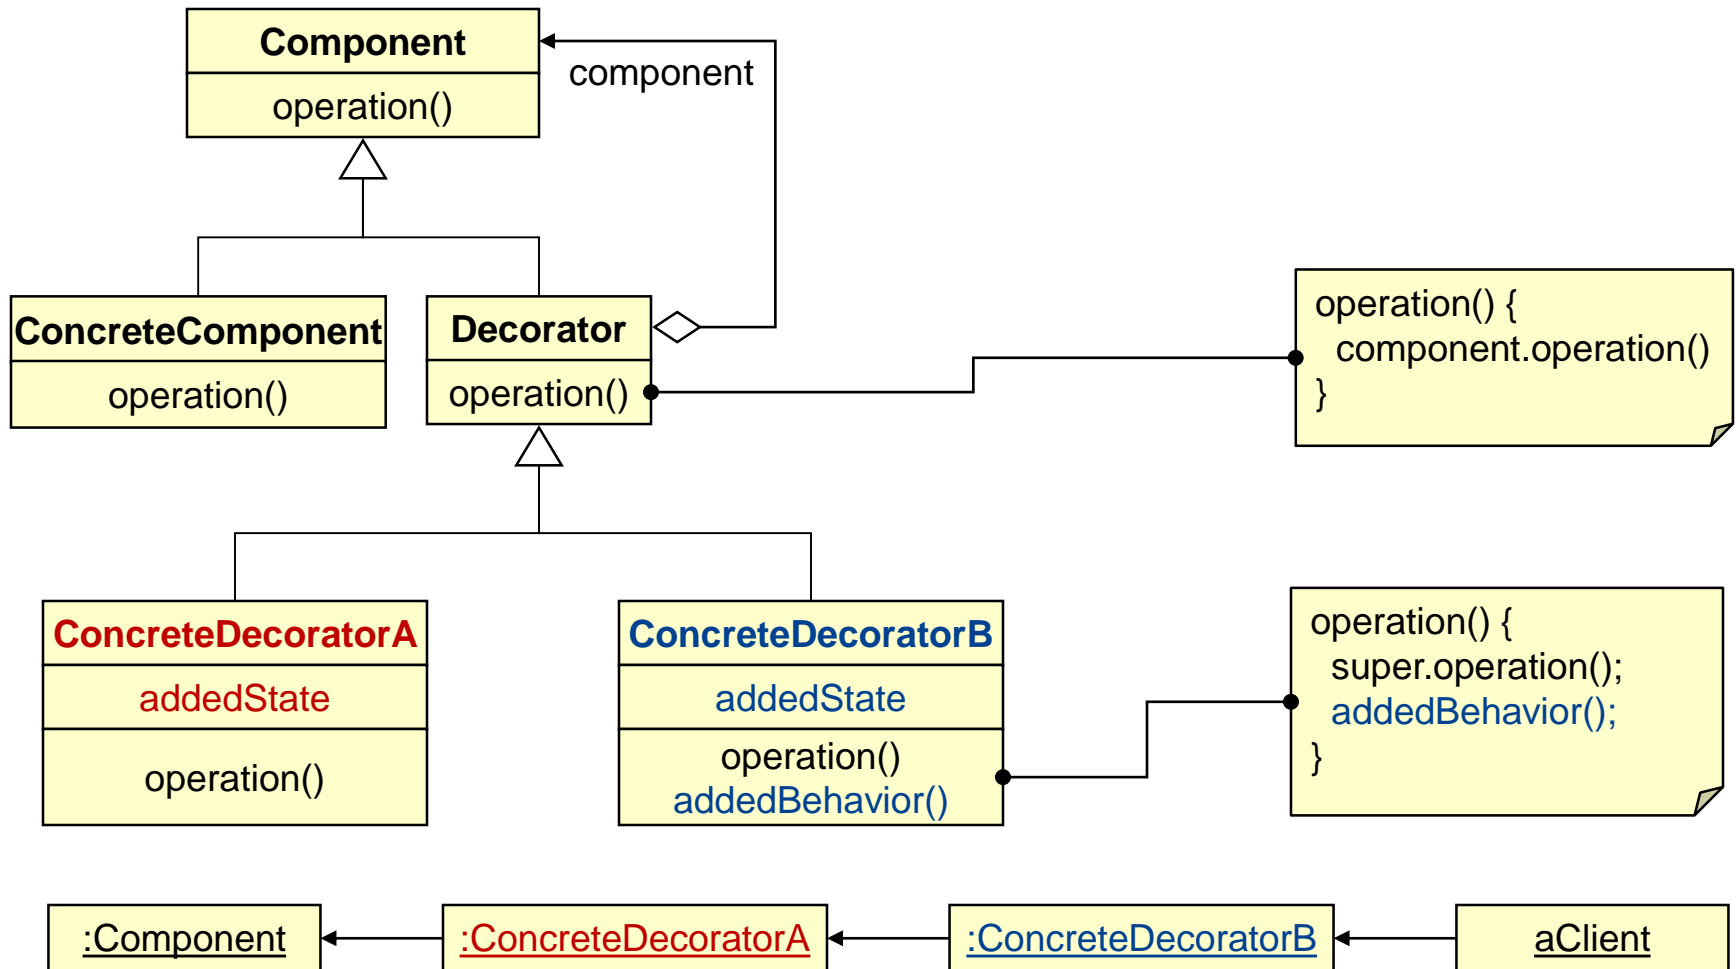 Component
operation()
component
ConcreteComponent
operation()
Decorator
operation()
operation() {
component.operation()
}
ConcreteDecoratorA
addedState
operation()
ConcreteDecoratorB
addedState
operation()
addedBehavior()
operation() {
super.operation();
addedBehavior();
}
:Component
:ConcreteDecoratorA
:ConcreteDecoratorB
aClient